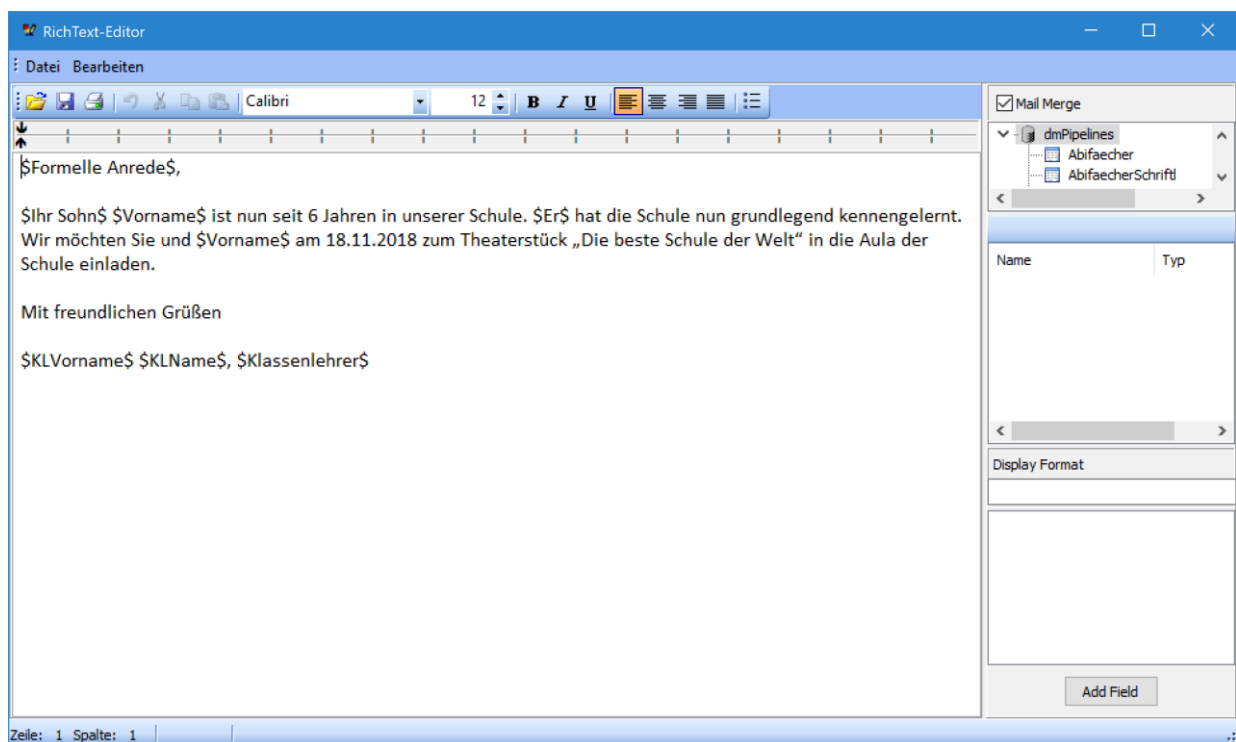 RichText-Editor
Datei Bearbeiten
Calibri 12 B I U
Mail Merge
dmPipelines
Abifaecher
AbifaecherSchriftl
$Formelle Anrede$,
$Ihr Sohn$ $Vorname$ ist nun seit 6 Jahren in unserer Schule. $Er$ hat die Schule nun grundlegend kennengelernt.
Wir möchten Sie und $Vorname$ am 18.11.2018 zum Theaterstück „Die beste Schule der Welt“ in die Aula der
Schule einladen.
Mit freundlichen Grüßen
$KLVorname$ $KLName$, $Klassenlehrer$
Name Typ
Display Format
Add Field
Zeile: 1 Spalte: 1